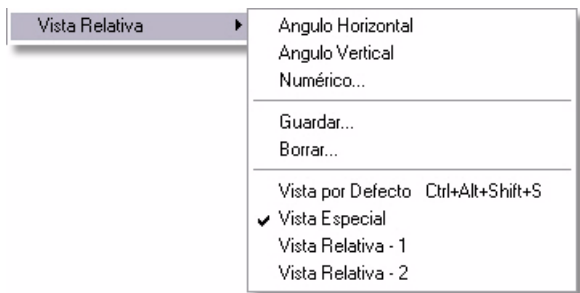 Vista Relativa
Angulo Horizontal
Angulo Vertical
Numérico...
Guardar...
Borrar...
Vista por Defecto Ctrl+Alt+Shift+S
Vista Especial
Vista Relativa - 1
Vista Relativa - 2